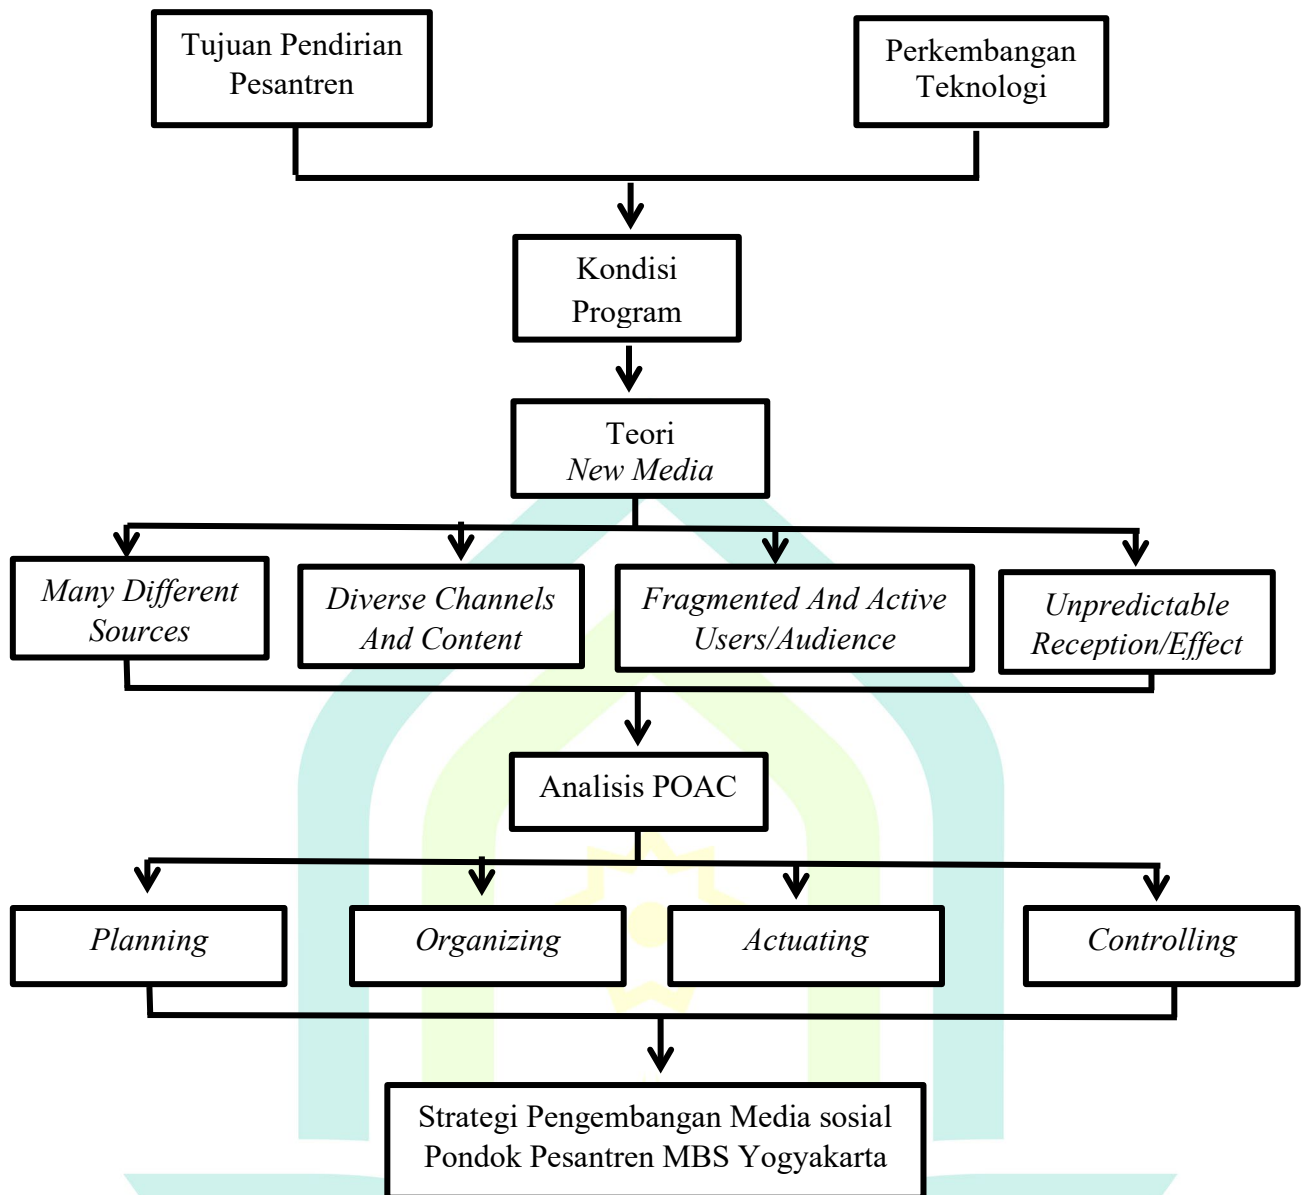 Tujuan Pendirian
Pesantren
Perkembangan
Teknologi
Kondisi
Program
Teori
New Media
Many Different
Sources
Diverse Channels
And Content
Fragmented And Active
Users/Audience
Unpredictable
Reception/Effect
Analisis POAC
Planning
Organizing
Actuating
Controlling
Strategi Pengembangan Media sosial
Pondok Pesantren MBS Yogyakarta